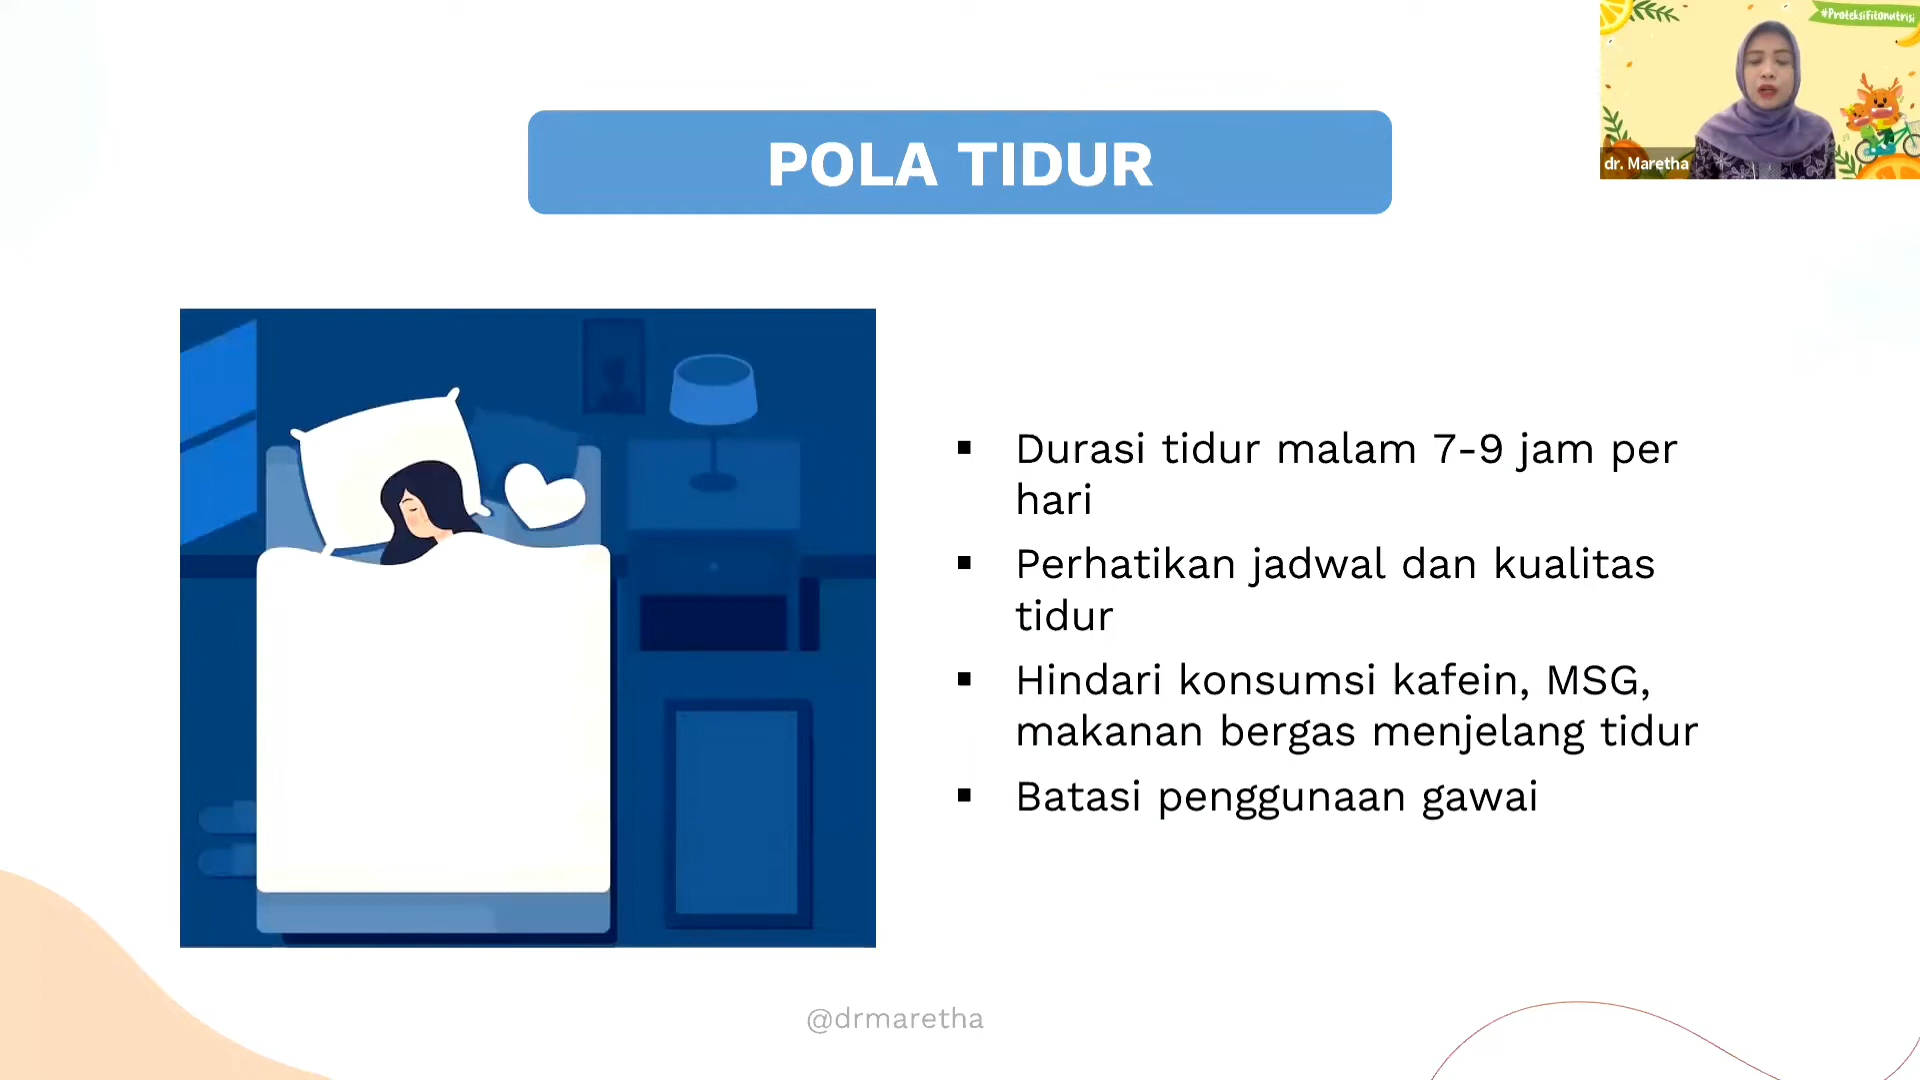 #ProteksiFitonutrisi
dr. Maretha
POLA TIDUR
▪ Durasi tidur malam 7-9 jam per
hari
▪ Perhatikan jadwal dan kualitas
tidur
▪ Hindari konsumsi kafein, MSG,
makanan bergas menjelang tidur
▪ Batasi penggunaan gawai
@drmaretha